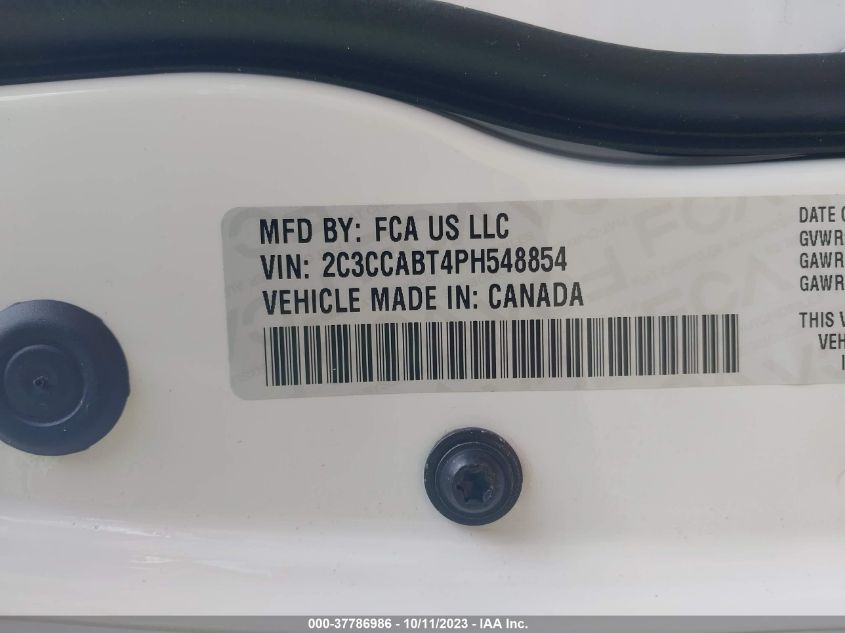 MFD BY: FCA US LLC
VIN: 2C3CCABT4PH548854
VEHICLE MADE IN: CANADA
DATE O
GVWR
GAWR
GAWR
THIS V
VEH
I
000-37786986 - 10/11/2023 - IAA Inc.